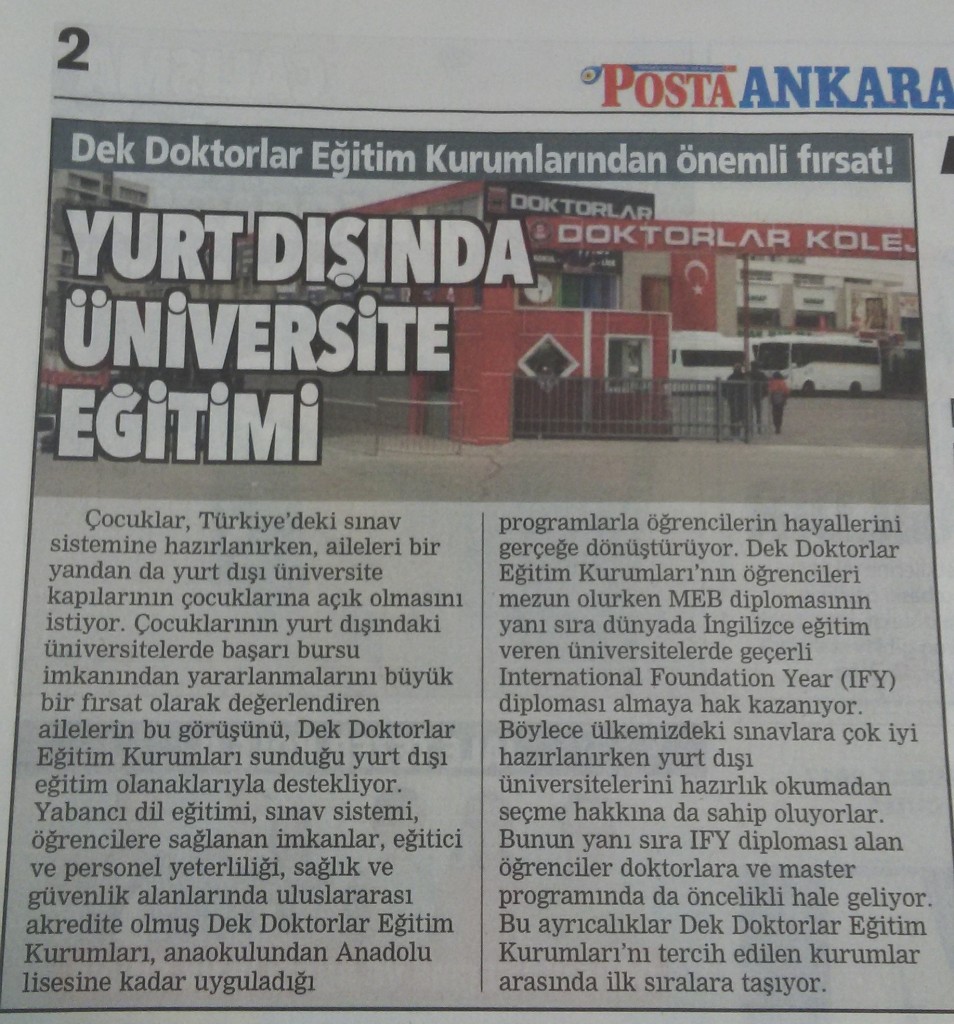 2
POSTA ANKARA
Dek Doktorlar Eğitim Kurumlarından önemli fırsat!
DOKTORLAR
DOKTORLAR KOLEJ
YURT DIŞINDA
ÜNİVERSİTE
EĞİTİMİ
Çocuklar, Türkiye'deki sınav
sistemine hazırlanırken, aileleri bir
yandan da yurt dışı üniversite
kapılarının çocuklarına açık olmasını
istiyor. Çocuklarının yurt dışındaki
üniversitelerde başarı bursu
imkanından yararlanmalarını büyük
bir fırsat olarak değerlendiren
ailelerin bu görüşünü, Dek Doktorlar
Eğitim Kurumları sunduğu yurt dışı
eğitim olanaklarıyla destekliyor.
Yabancı dil eğitimi, sınav sistemi,
öğrencilere sağlanan imkanlar, eğitici
ve personel yeterliliği, sağlık ve
güvenlik alanlarında uluslararası
akredite olmuş Dek Doktorlar Eğitim
Kurumları, anaokulundan Anadolu
lisesine kadar uyguladığı
programlarla öğrencilerin hayallerini
gerçeğe dönüştürüyor. Dek Doktorlar
Eğitim Kurumları'nın öğrencileri
mezun olurken MEB diplomasının
yanı sıra dünyada İngilizce eğitim
veren üniversitelerde geçerli
International Foundation Year (IFY)
diploması almaya hak kazanıyor.
Böylece ülkemizdeki sınavlara çok iyi
hazırlanırken yurt dışı
üniversitelerini hazırlık okumadan
seçme hakkına da sahip oluyorlar.
Bunun yanı sıra IFY diploması alan
öğrenciler doktorlara ve master
programında da öncelikli hale geliyor.
Bu ayrıcalıklar Dek Doktorlar Eğitim
Kurumları'nı tercih edilen kurumlar
arasında ilk sıralara taşıyor.